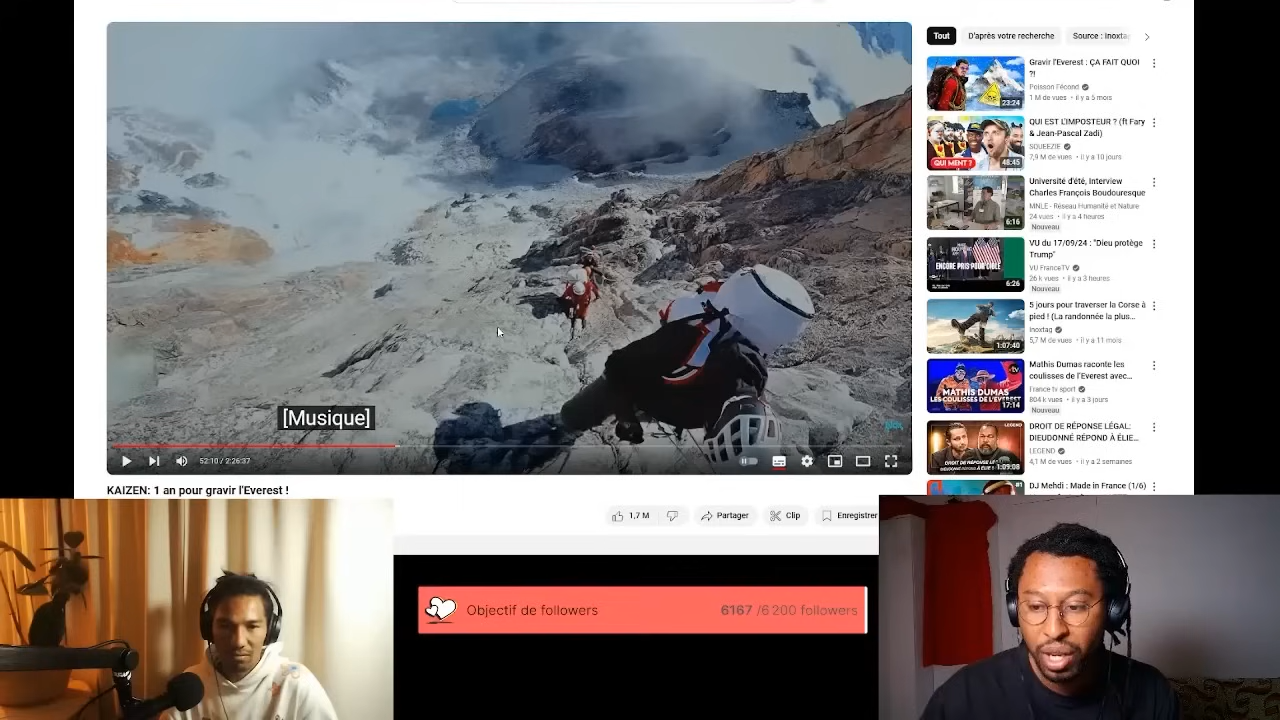 [Musique]
52:10 / 2:26:37
KAIZEN: 1 an pour gravir l'Everest !
1,7 M
Partager
Clip
Enregistrer
Tout
D'après votre recherche
Source : Inoxtag
Gravir l'Everest : ÇA FAIT QUOI
?!
Poisson Fécond
1 M de vues • il y a 5 mois
23:24
QUI EST L'IMPOSTEUR ? (ft Fary
& Jean-Pascal Zadi)
SQUEEZIE
7,9 M de vues • il y a 10 jours
QUI MENT ?
48:45
Université d'été, Interview
Charles François Boudouresque
MNLE - Réseau Humanité et Nature
24 vues • il y a 4 heures
Nouveau
6:16
VU du 17/09/24 : "Dieu protège
Trump"
VU FranceTV
26 k vues • il y a 3 heures
Nouveau
6:26
5 jours pour traverser la Corse à
pied ! (La randonnée la plus...
Inoxtag
5,7 M de vues • il y a 11 mois
1:07:40
Mathis Dumas raconte les
coulisses de l'Everest avec...
france tv sport
804 k vues • il y a 3 jours
Nouveau
MATHIS DUMAS
LES COULISSES DE L'EVEREST
17:14
DROIT DE RÉPONSE LÉGAL:
DIEUDONNÉ RÉPOND À ÉLIE...
LEGEND
4,1 M de vues • il y a 2 semaines
1:09:08
DJ Mehdi : Made in France (1/6)
Objectif de followers
6167 /6 200 followers